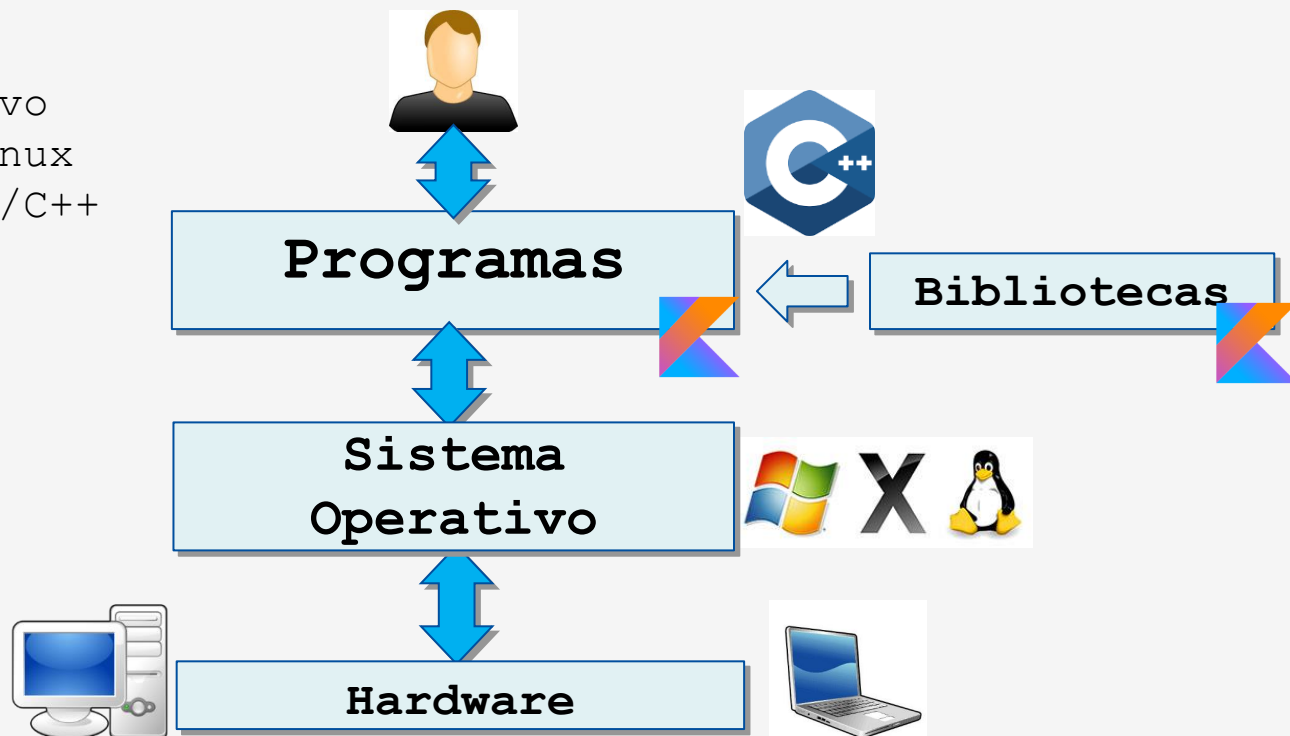 vo
nux
/C++
C++
Programas
Bibliotecas
Sistema
Operativo
X
Hardware